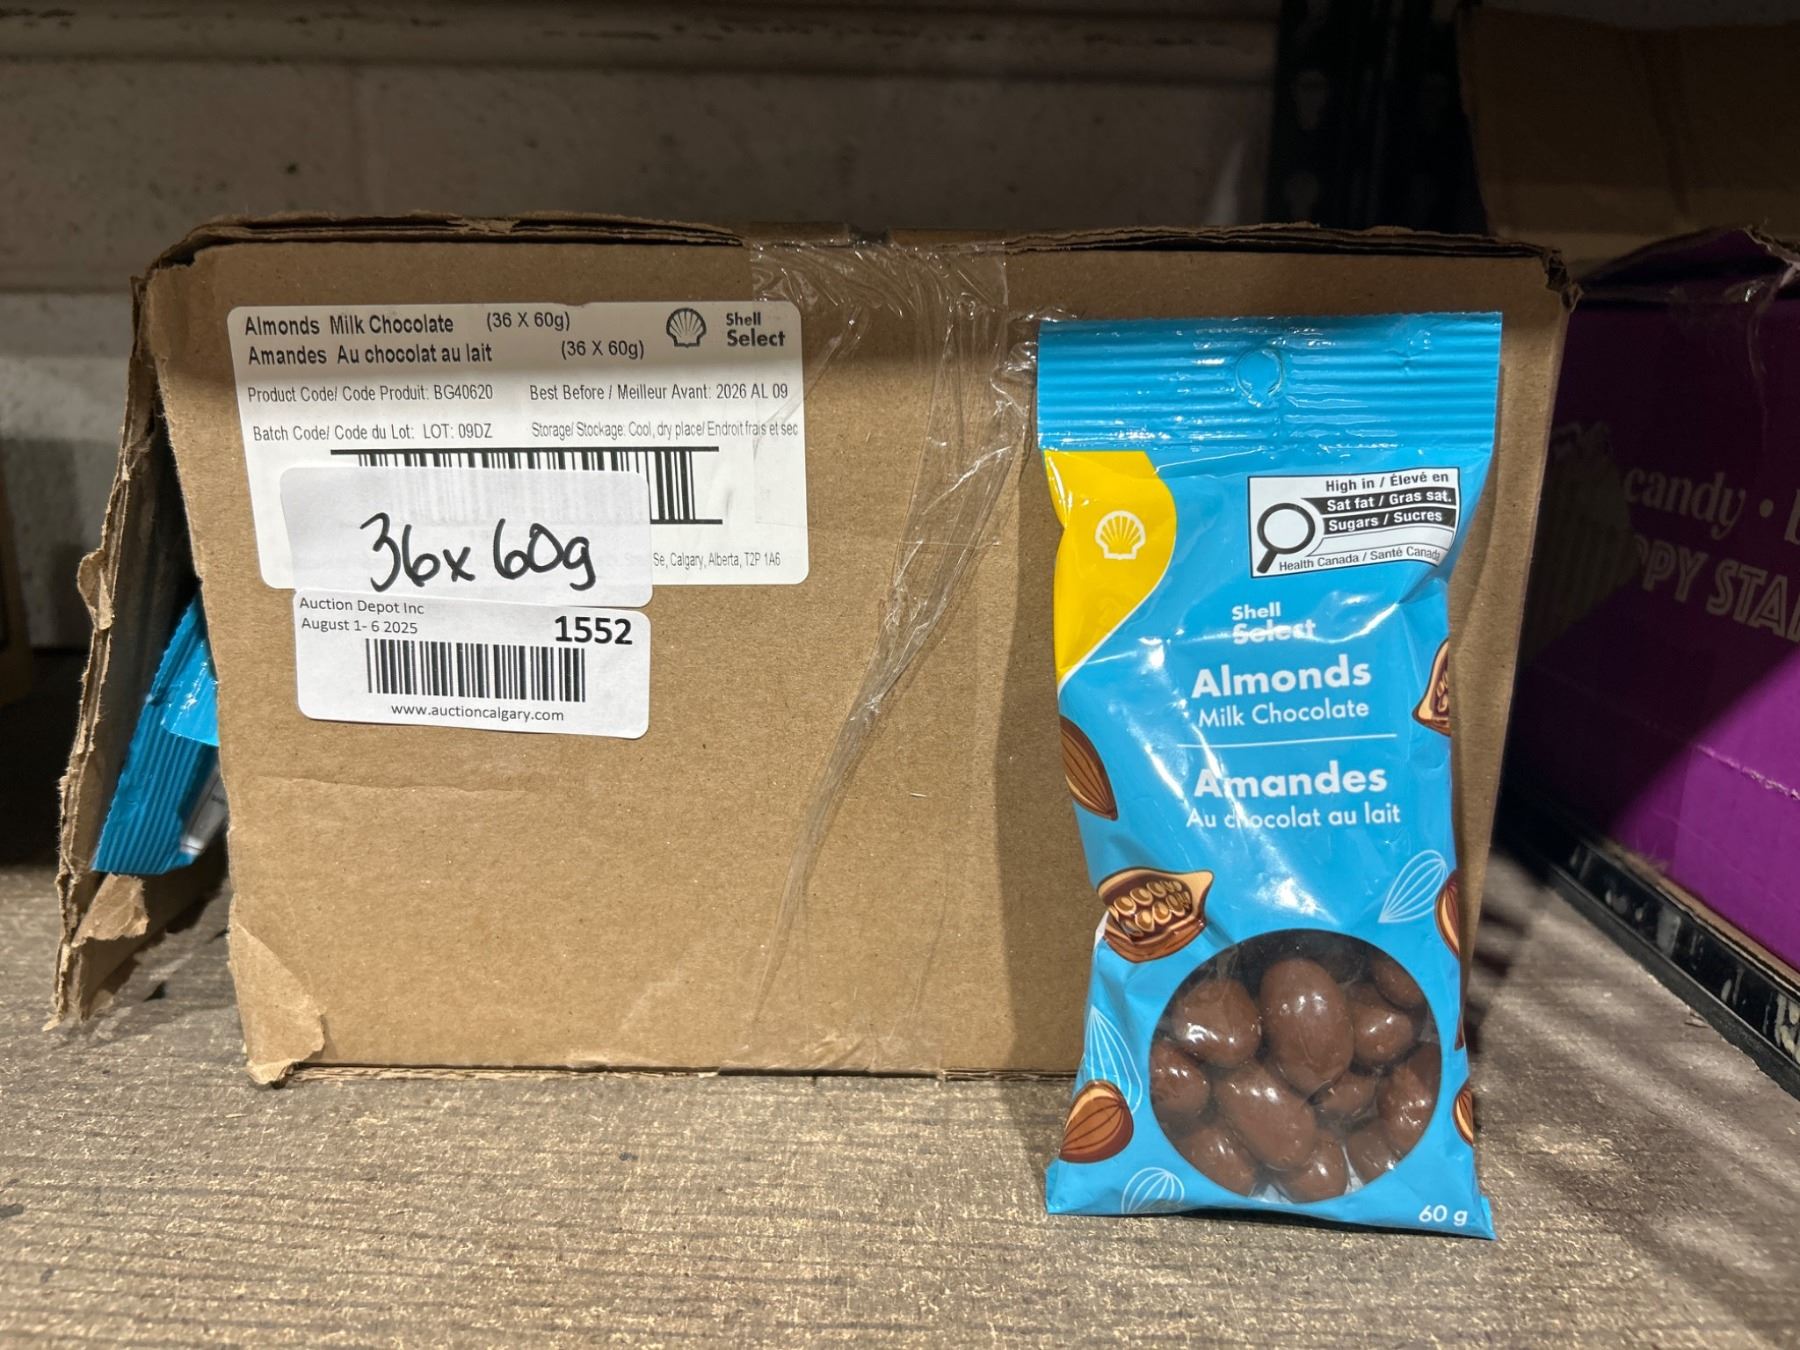 Almonds Milk Chocolate (36 X 60g)
Amandes Au chocolat au lait (36 X 60g)
Shell
Select
Product Code/ Code Produit: BG40620 Best Before / Meilleur Avant: 2026 AL 09
Batch Code/ Code du Lot: LOT: 09DZ Storage/ Stockage: Cool, dry place/ Endroit frais et sec
Se, Calgary, Alberta, T2P 1A6
36x 60g
Auction Depot Inc
August 1- 6 2025
1552
www.auctioncalgary.com
High in / Élevé en
Sat fat / Gras sat.
Sugars / Sucres
Health Canada / Santé Canada
Shell
Select
Almonds
Milk Chocolate
Amandes
Au chocolat au lait
60 g
candy •
PPY STA